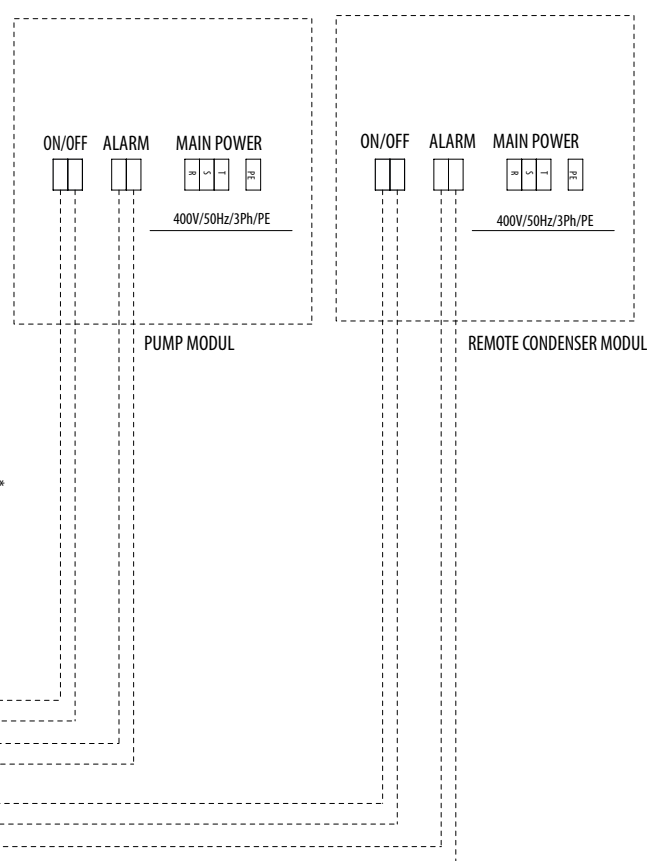 ON/OFF ALARM MAIN POWER
R S T PE
400V/50Hz/3Ph/PE
PUMP MODUL
ON/OFF ALARM MAIN POWER
R S T PE
400V/50Hz/3Ph/PE
REMOTE CONDENSER MODUL
*